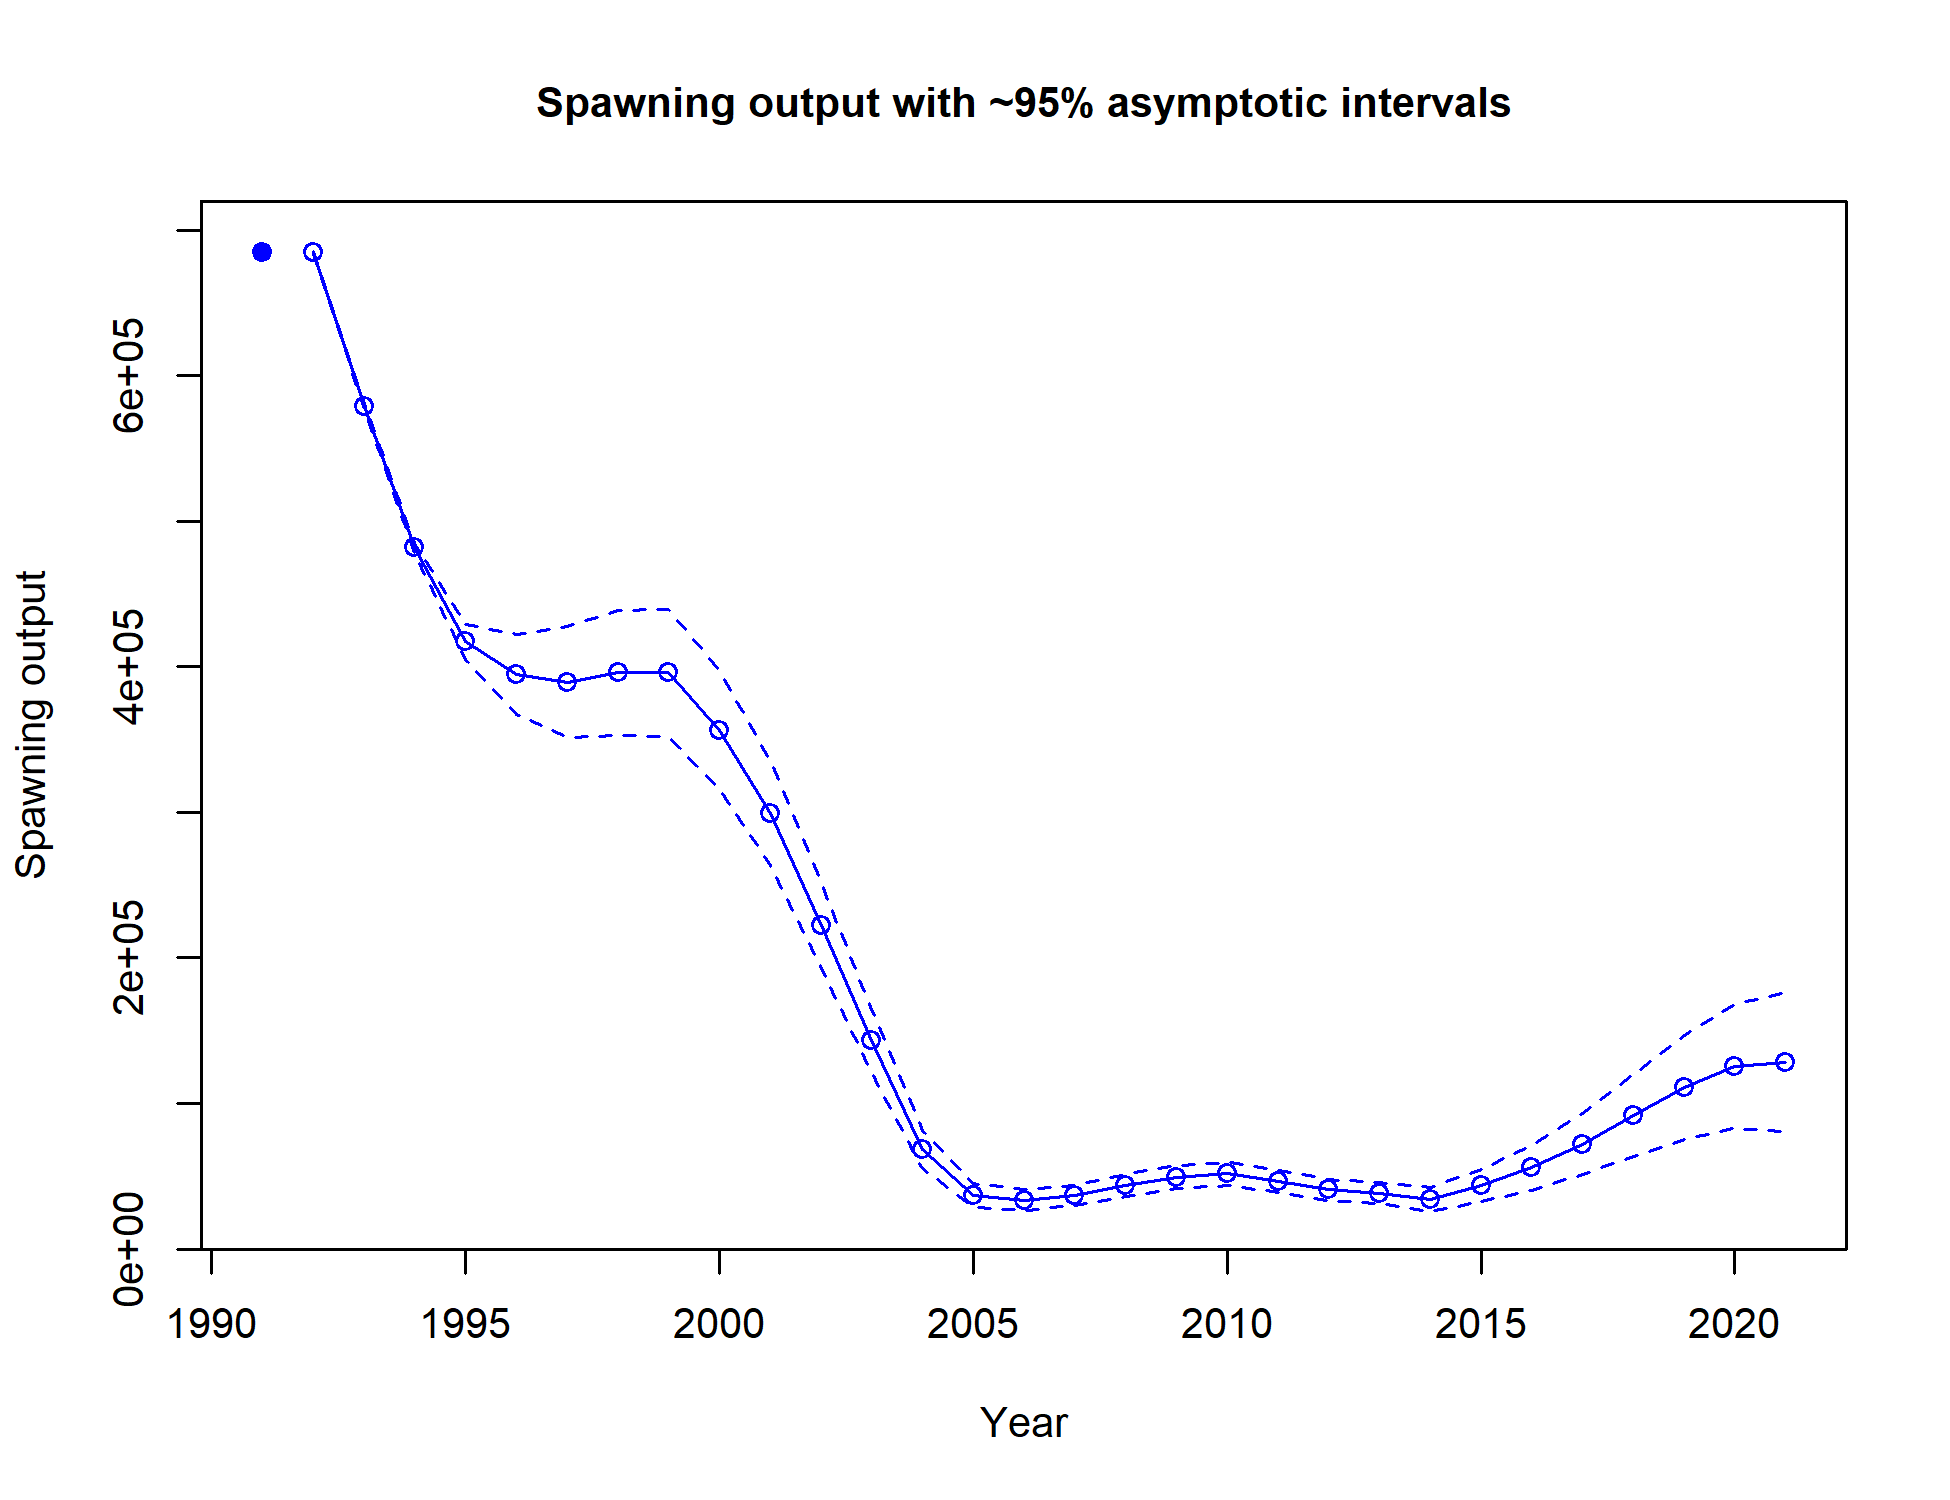 Spawning output with ~95% asymptotic intervals
Spawning output
6e+05
4e+05
2e+05
0e+00
1990 1995 2000 2005 2010 2015 2020
Year